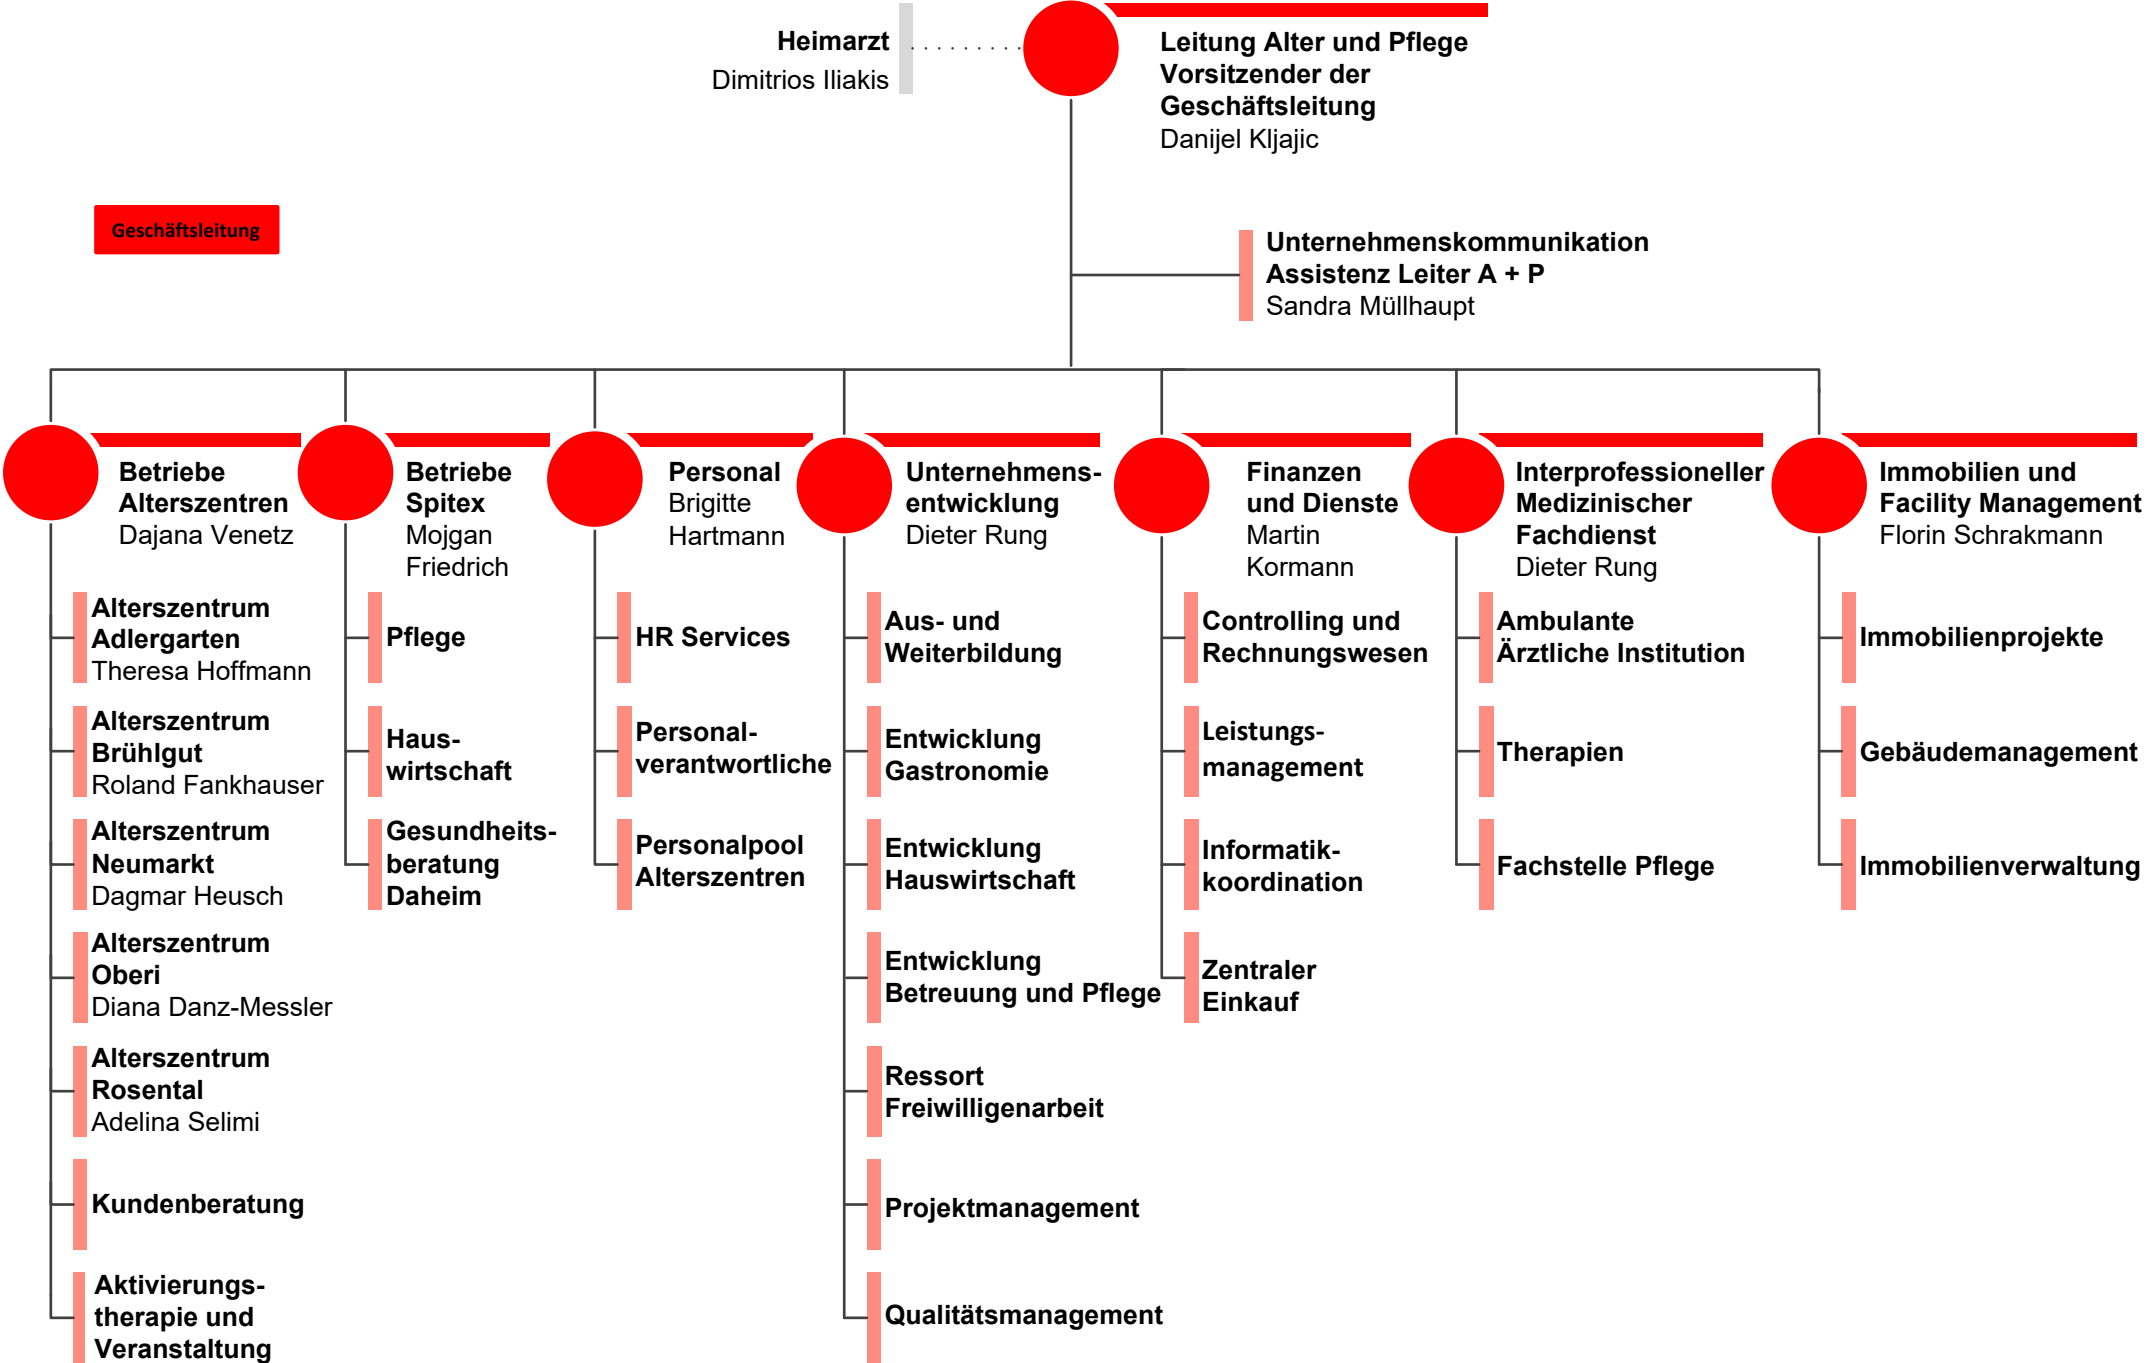 Heimarzt
Dimitrios Iliakis
Leitung Alter und Pflege
Vorsitzender der
Geschäftsleitung
Danijel Kljajic
Geschäftsleitung
Unternehmenskommunikation
Assistenz Leiter A + P
Sandra Müllhaupt
Betriebe
Alterszentren
Dajana Venetz
Alterszentrum
Adlergarten
Theresa Hoffmann
Alterszentrum
Brühlgut
Roland Fankhauser
Alterszentrum
Neumarkt
Dagmar Heusch
Alterszentrum
Oberi
Diana Danz-Messler
Alterszentrum
Rosental
Adelina Selimi
Kundenberatung
Aktivierungs-
therapie und
Veranstaltung
Betriebe
Spitex
Mojgan
Friedrich
Pflege
Haus-
wirtschaft
Gesundheits-
beratung
Daheim
Personal
Brigitte
Hartmann
HR Services
Personal-
verantwortliche
Personalpool
Alterszentren
Unternehmens-
entwicklung
Dieter Rung
Aus- und
Weiterbildung
Entwicklung
Gastronomie
Entwicklung
Hauswirtschaft
Entwicklung
Betreuung und Pflege
Ressort
Freiwilligenarbeit
Projektmanagement
Qualitätsmanagement
Finanzen
und Dienste
Martin
Kormann
Controlling und
Rechnungswesen
Leistungs-
management
Informatik-
koordination
Zentraler
Einkauf
Interprofessioneller
Medizinischer
Fachdienst
Dieter Rung
Ambulante
Ärztliche Institution
Therapien
Fachstelle Pflege
Immobilien und
Facility Management
Florin Schrakmann
Immobilienprojekte
Gebäudemanagement
Immobilienverwaltung